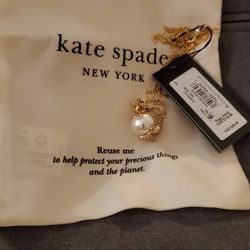 kate spade
NEW YORK
Reuse me
to help protect your precious things
and the planet.